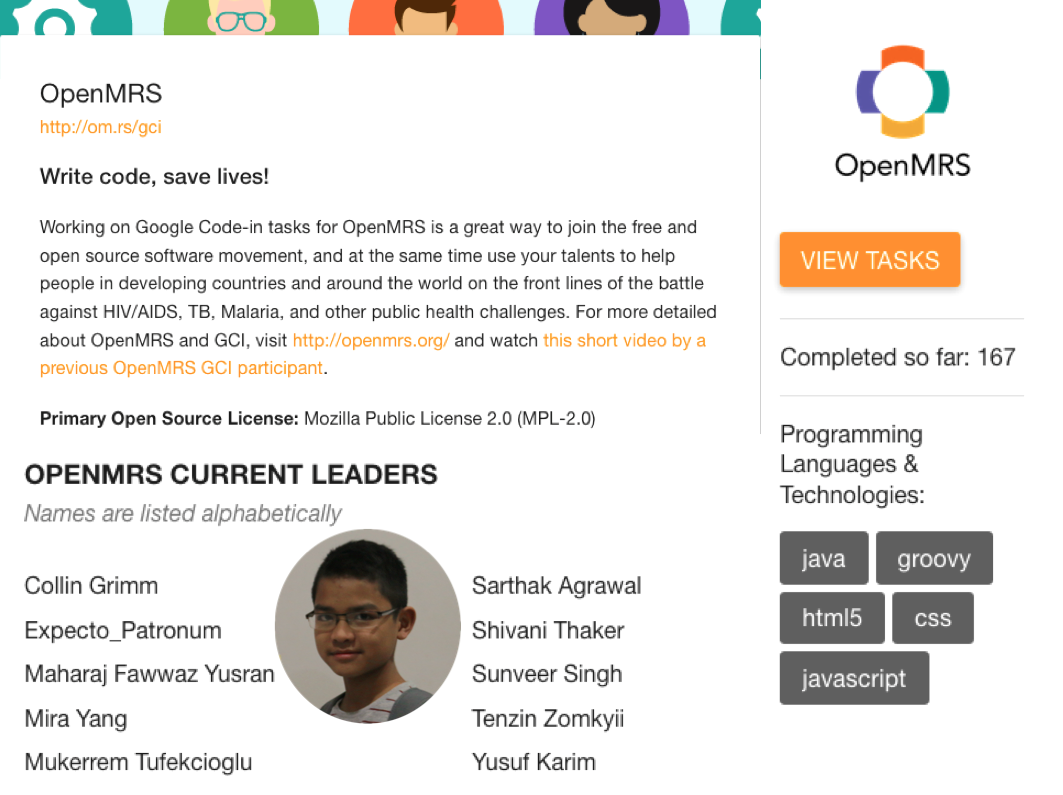 OpenMRS
http://om.rs/gci
Write code, save lives!
Working on Google Code-in tasks for OpenMRS is a great way to join the free and
open source software movement, and at the same time use your talents to help
people in developing countries and around the world on the front lines of the battle
against HIV/AIDS, TB, Malaria, and other public health challenges. For more detailed
about OpenMRS and GCI, visit http://openmrs.org/ and watch this short video by a
previous OpenMRS GCI participant.
Primary Open Source License: Mozilla Public License 2.0 (MPL-2.0)
OPENMRS CURRENT LEADERS
Names are listed alphabetically
Collin Grimm
Expecto_Patronum
Maharaj Fawwaz Yusran
Mira Yang
Mukerrem Tufekcioglu
Sarthak Agrawal
Shivani Thaker
Sunveer Singh
Tenzin Zomkyii
Yusuf Karim
OpenMRS
VIEW TASKS
Completed so far: 167
Programming
Languages &
Technologies:
java
groovy
html5
css
javascript